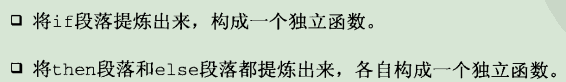 ❑ 将if段落提炼出来，构成一个独立函数。
❑ 将then段落和else段落都提炼出来，各自构成一个独立函数。